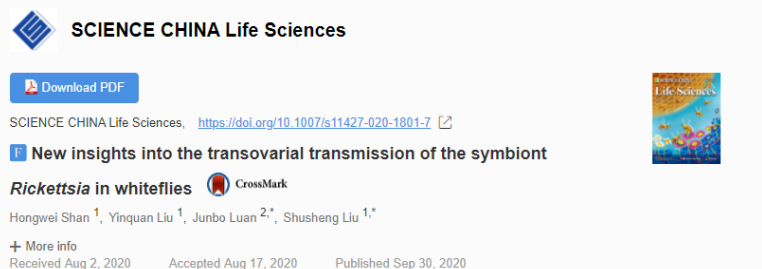 SCIENCE CHINA Life Sciences
Download PDF
SCIENCE CHINA Life Sciences, https://doi.org/10.1007/s11427-020-1801-7
F New insights into the transovarial transmission of the symbiont
Rickettsia in whiteflies CrossMark
Hongwei Shan 1, Yinquan Liu 1, Junbo Luan 2,*, Shusheng Liu 1,*
+ More info
Received Aug 2, 2020 Accepted Aug 17, 2020 Published Sep 30, 2020
Life Sciences